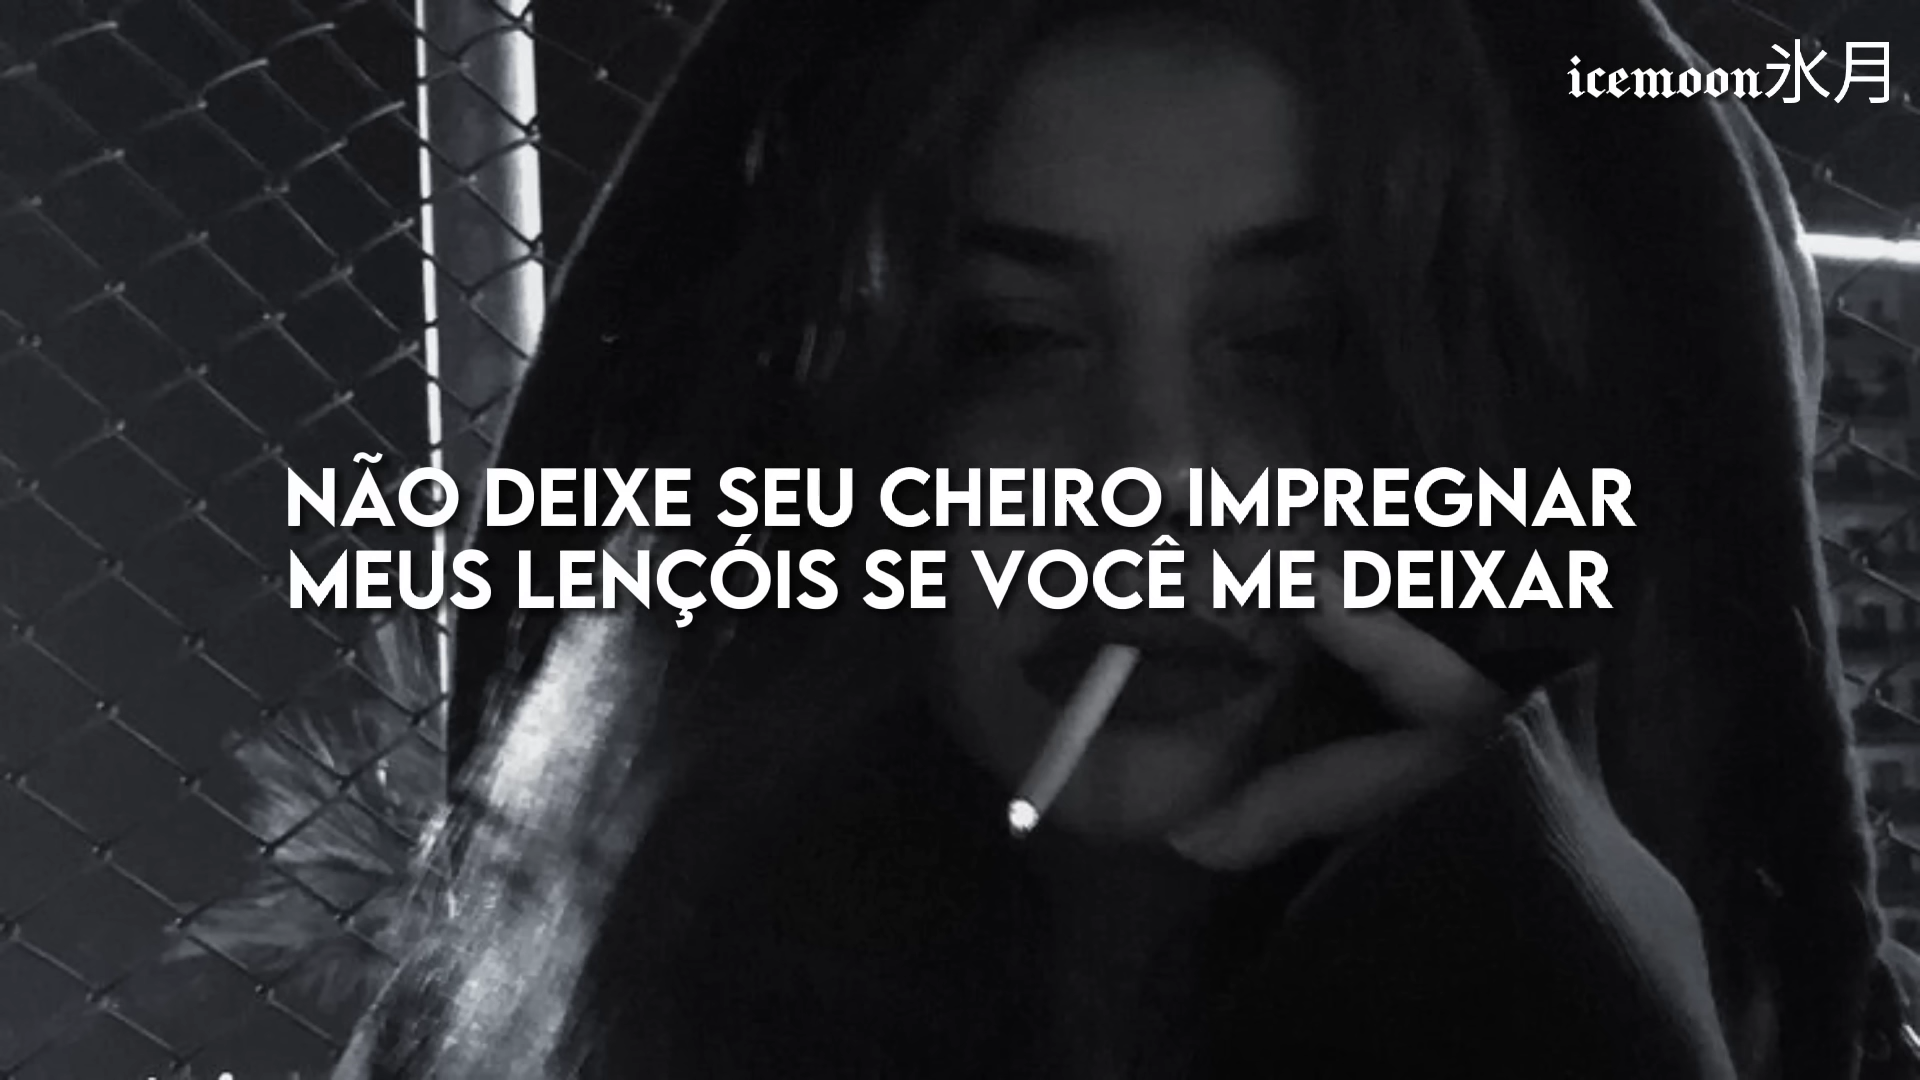 icemoon氷月
NÃO DEIXE SEU CHEIRO IMPREGNAR
MEUS LENÇÓIS SE VOCÊ ME DEIXAR